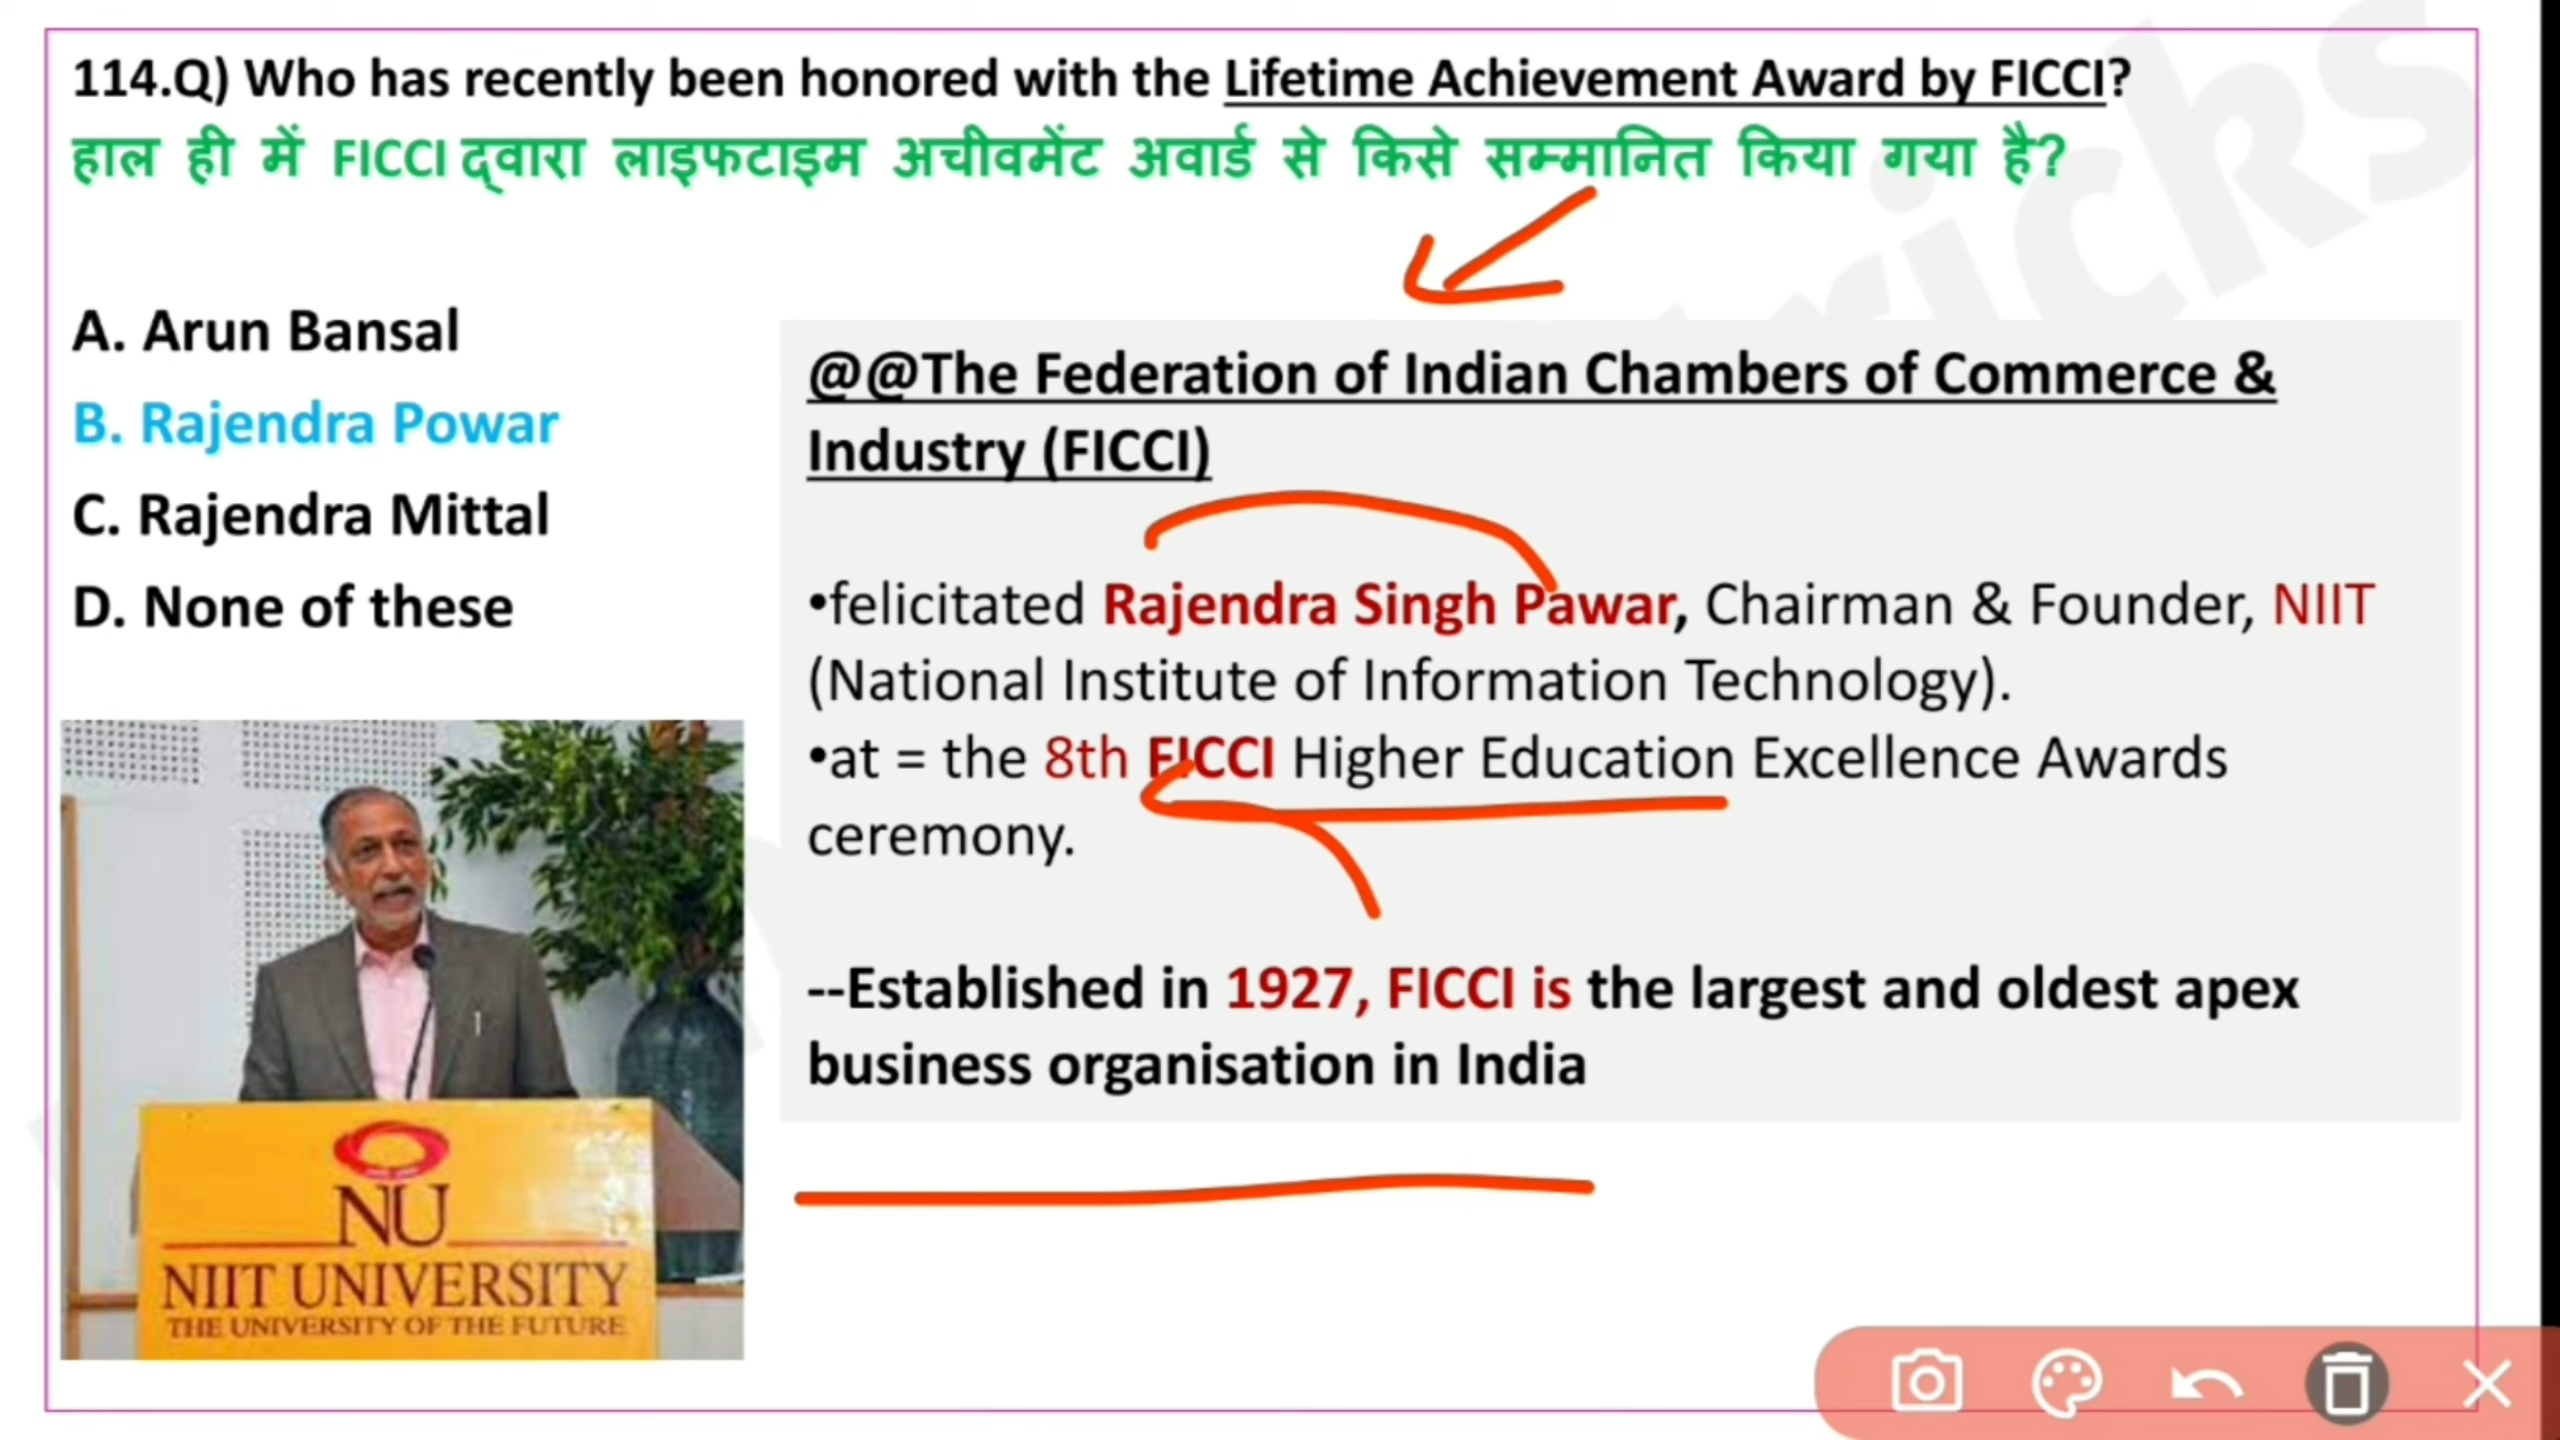 114.Q) Who has recently been honored with the Lifetime Achievement Award by FICCI?
हाल ही में FICCI द्वारा लाइफटाइम अचीवमेंट अवार्ड से किसे सम्मानित किया गया है?
A. Arun Bansal
B. Rajendra Powar
C. Rajendra Mittal
D. None of these
@@The Federation of Indian Chambers of Commerce &
Industry (FICCI)
•felicitated Rajendra Singh Pawar, Chairman & Founder, NIIT
(National Institute of Information Technology).
•at = the 8th FICCI Higher Education Excellence Awards
ceremony.
--Established in 1927, FICCI is the largest and oldest apex
business organisation in India
NU
NIIT UNIVERSITY
THE UNIVERSITY OF THE FUTURE